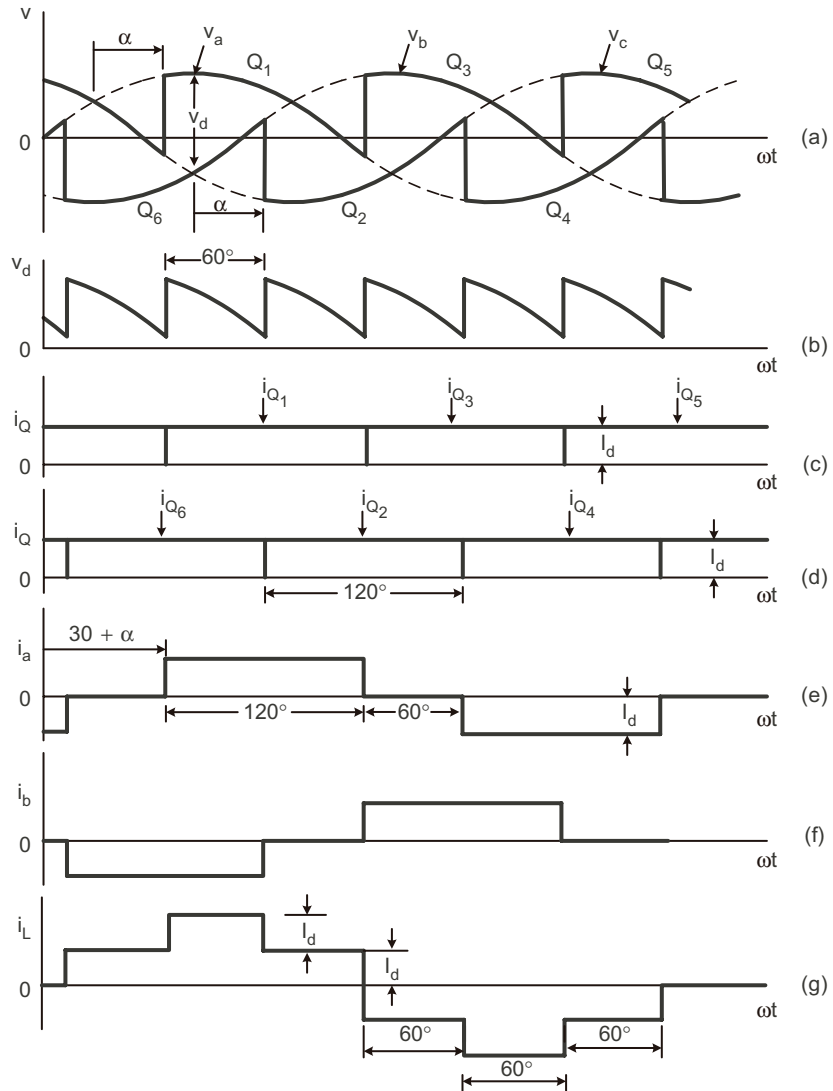 v
α
v_a
Q_1
v_b
Q_3
v_c
Q_5
v_d
0
(a)
ωt
Q_6
α
Q_2
Q_4
v_d
60°
0
(b)
i_Q1
i_Q3
i_Q5
i_Q
I_d
0
(c)
ωt
i_Q6
i_Q2
i_Q4
i_Q
I_d
0
(d)
120°
ωt
30 + α
i_a
0
(e)
120°
60°
I_d
ωt
i_b
0
(f)
ωt
i_L
I_d
I_d
0
(g)
ωt
60°
60°
60°